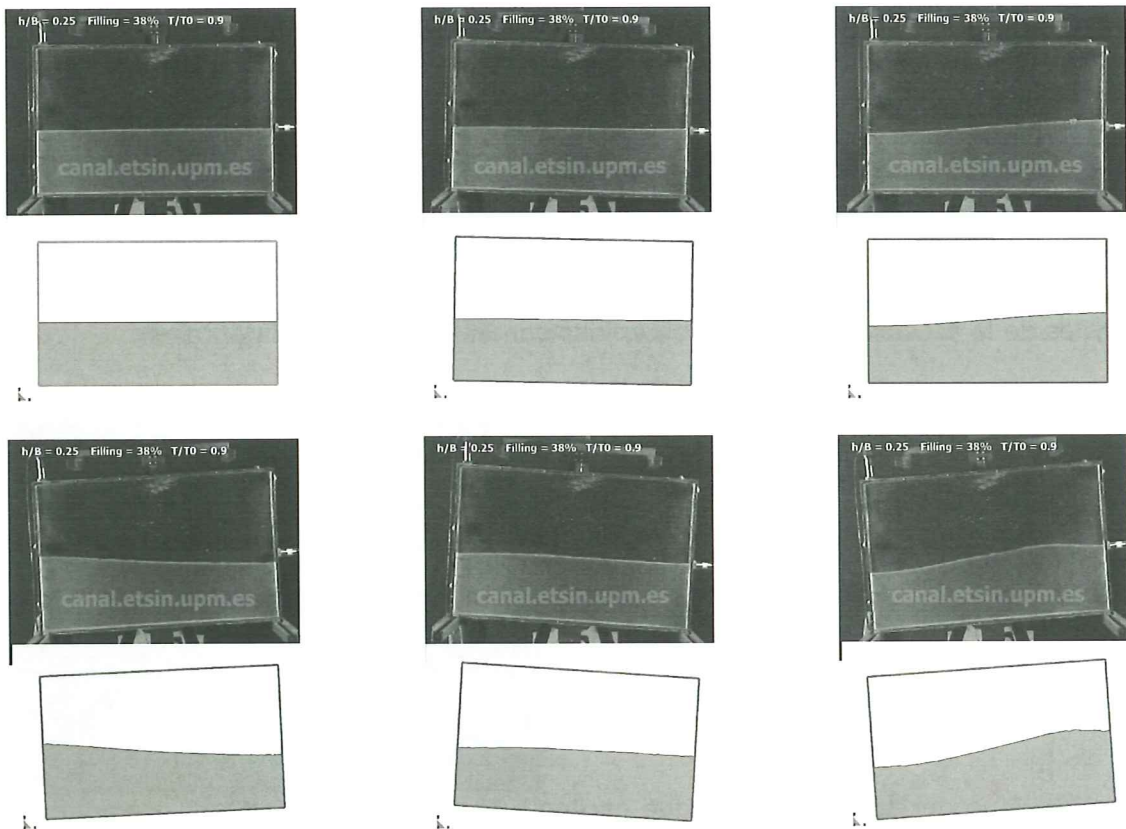 h/B = 0.25 Filling = 38% T/T0 = 0.9
canal.etsin.upm.es
h/B = 0.25 Filling = 38% T/T0 = 0.9
canal.etsin.upm.es
h/B = 0.25 Filling = 38% T/T0 = 0.9
canal.etsin.upm.es
h/B = 0.25 Filling = 38% T/T0 = 0.9
canal.etsin.upm.es
h/B = 0.25 Filling = 38% T/T0 = 0.9
canal.etsin.upm.es
h/B = 0.25 Filling = 38% T/T0 = 0.9
canal.etsin.upm.es